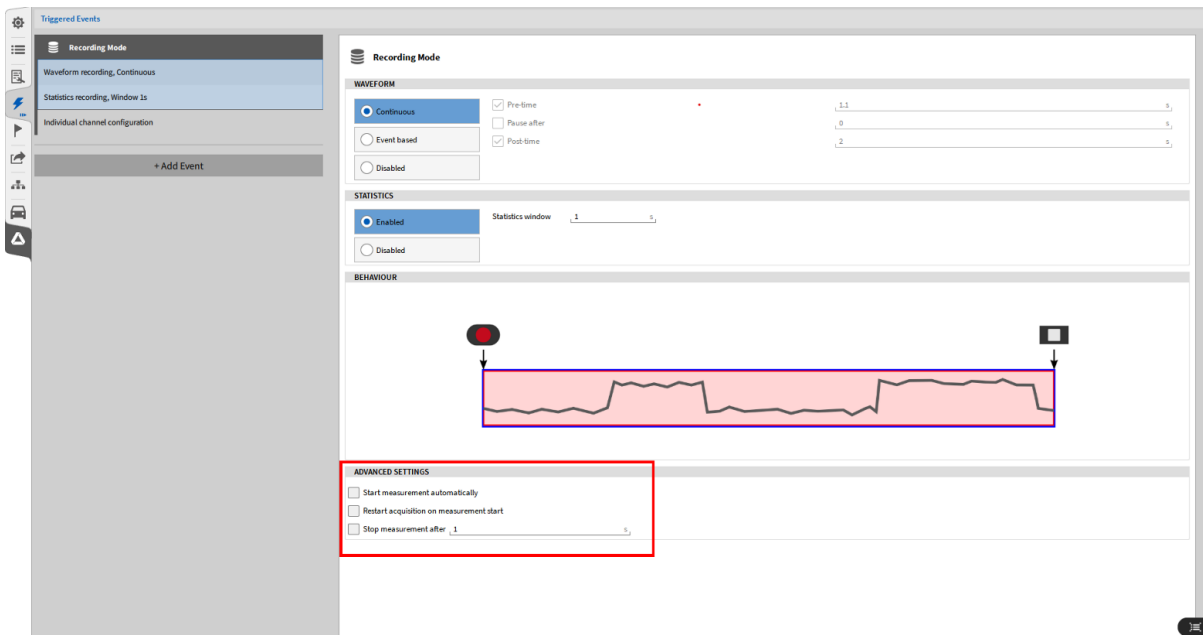 Triggered Events
Recording Mode
Waveform recording, Continuous
Statistics recording, Window 1s
Individual channel configuration
+ Add Event
Recording Mode
WAVEFORM
Continuous
Event based
Disabled
Pre-time 1.1 s
Pause after 0 s
Post-time 2 s
STATISTICS
Enabled
Disabled
Statistics window 1 s
BEHAVIOUR
ADVANCED SETTINGS
Start measurement automatically
Restart acquisition on measurement start
Stop measurement after 1 s